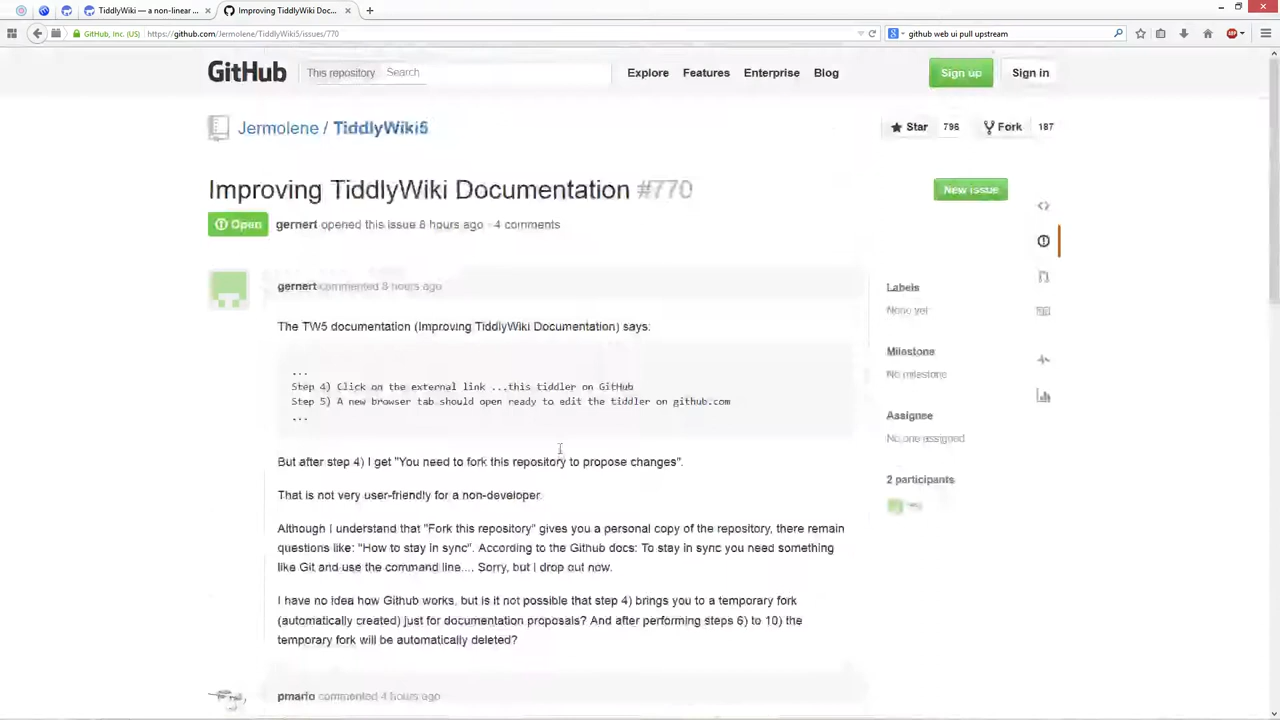 TiddlyWiki — a non-linear ...
Improving TiddlyWiki Doc...
GitHub, Inc. (US)
https://github.com/Jermolene/TiddlyWiki5/issues/770
github web ui pull upstream
GitHub
This repository
Search
Explore
Features
Enterprise
Blog
Sign up
Sign in
Jermolene / TiddlyWiki5
Star 796
Fork 187
Improving TiddlyWiki Documentation #770
New issue
Open
gernert opened this issue 8 hours ago · 4 comments
gernert commented 8 hours ago
The TW5 documentation (Improving TiddlyWiki Documentation) says:
...
Step 4) Click on the external link ...this tiddler on GitHub
Step 5) A new browser tab should open ready to edit the tiddler on github.com
...
But after step 4) I get "You need to fork this repository to propose changes".
That is not very user-friendly for a non-developer.
Although I understand that "Fork this repository" gives you a personal copy of the repository, there remain
questions like: "How to stay in sync". According to the Github docs: To stay in sync you need something
like Git and use the command line.... Sorry, but I drop out now.
I have no idea how Github works, but is it not possible that step 4) brings you to a temporary fork
(automatically created) just for documentation proposals? And after performing steps 6) to 10) the
temporary fork will be automatically deleted?
pmario commented 4 hours ago
Labels
None yet
Milestone
No milestone
Assignee
No one assigned
2 participants